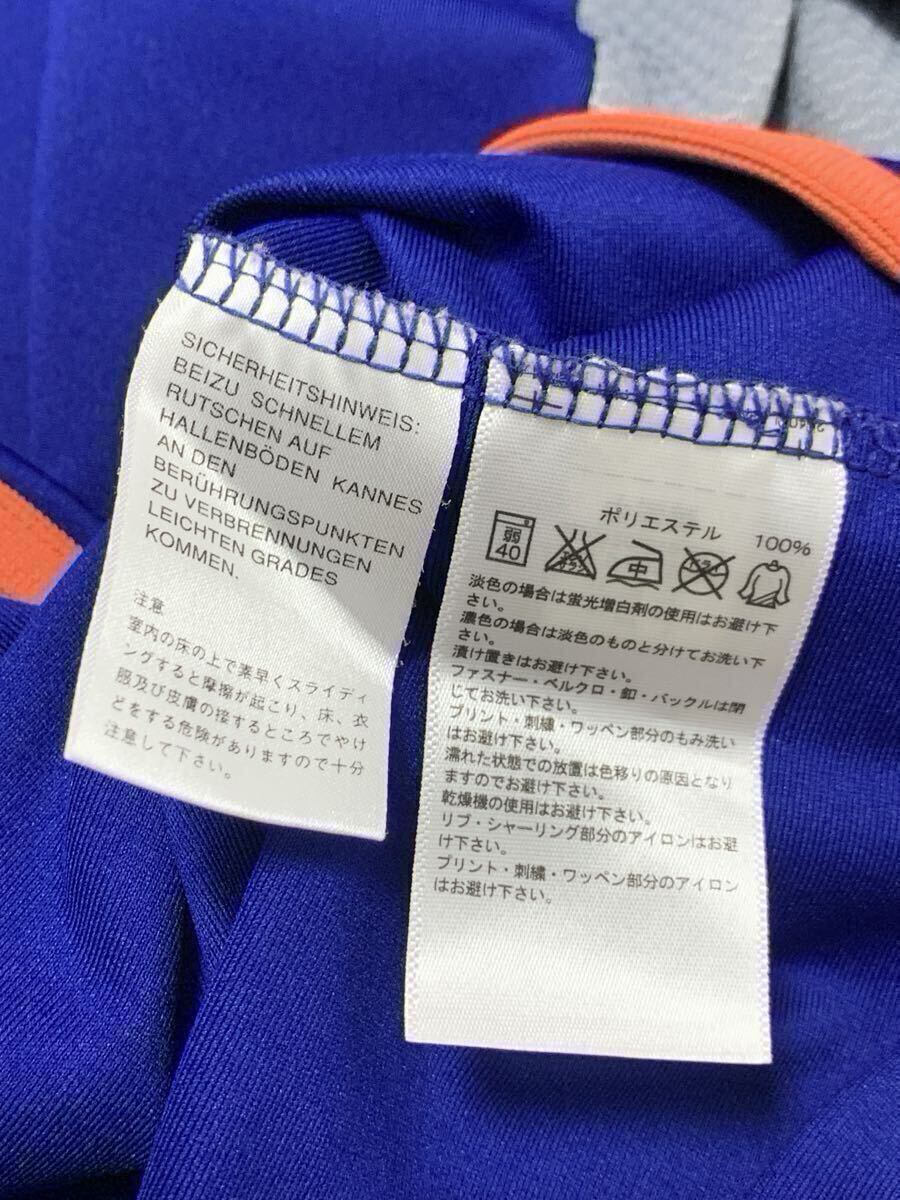 SICHERHEITSHINWEIS:
BEIZU SCHNELLEM
RUTSCHEN AUF
HALLENBÖDEN KANNES
AN DEN
BERÜHRUNGSPUNKTEN
ZU VERBRENNUNGEN
LEICHTEN GRADES
KOMMEN.
注意
室内の床の上で素早くスライディ
ングすると摩擦が起こり、床、衣
服及び皮膚の接するところでやけ
どをする危険がありますので十分
注意して下さい。
ポリエステル 100%
弱
40
エンソ
サラシ
中
ドライ
淡色の場合は蛍光増白剤の使用はお避け下
さい。
濃色の場合は淡色のものと分けてお洗い下
さい。
漬け置きはお避け下さい。
ファスナー・ベルクロ・釦・バックルは閉
じてお洗い下さい。
プリント・刺繍・ワッペン部分のもみ洗い
はお避け下さい。
濡れた状態での放置は色移りの原因となり
ますのでお避け下さい。
乾燥機の使用はお避け下さい。
リブ・シャーリング部分のアイロンはお避
け下さい。
プリント・刺繍・ワッペン部分のアイロン
はお避け下さい。